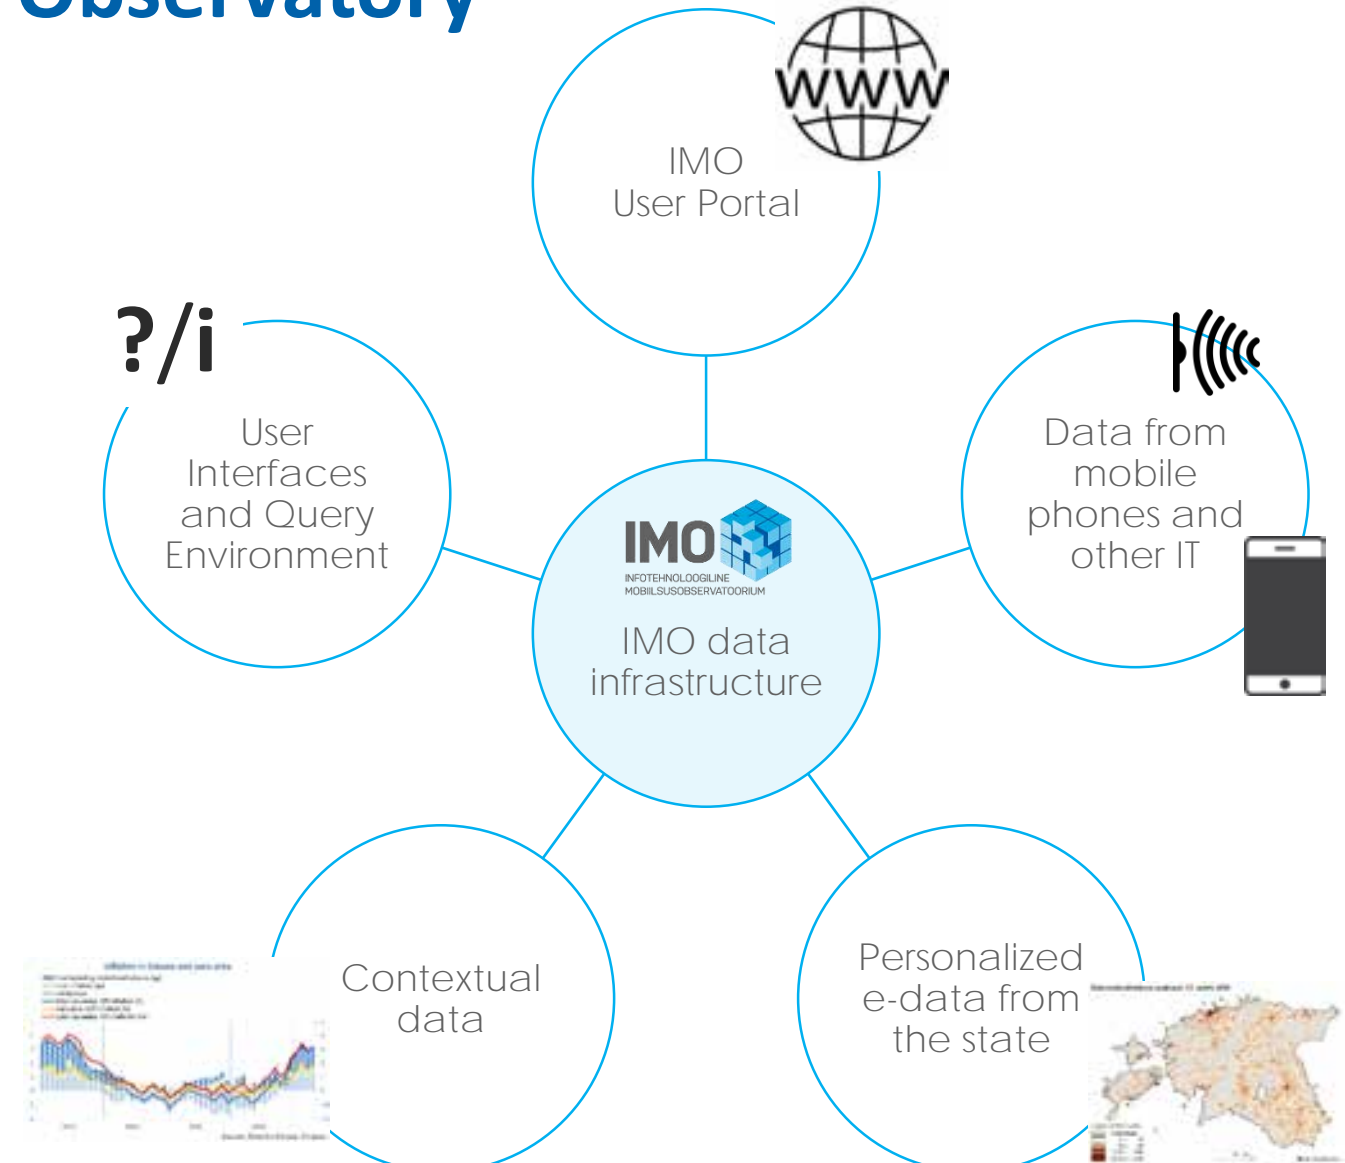 Observatory
WWW
IMO
User Portal
?/i
User
Interfaces
and Query
Environment
Data from
mobile
phones and
other IT
IMO
INFOTEHNOLOOGILINE
MOBIILSUSOBSERVATOORIUM
IMO data
infrastructure
Contextual
data
Personalized
e-data from
the state